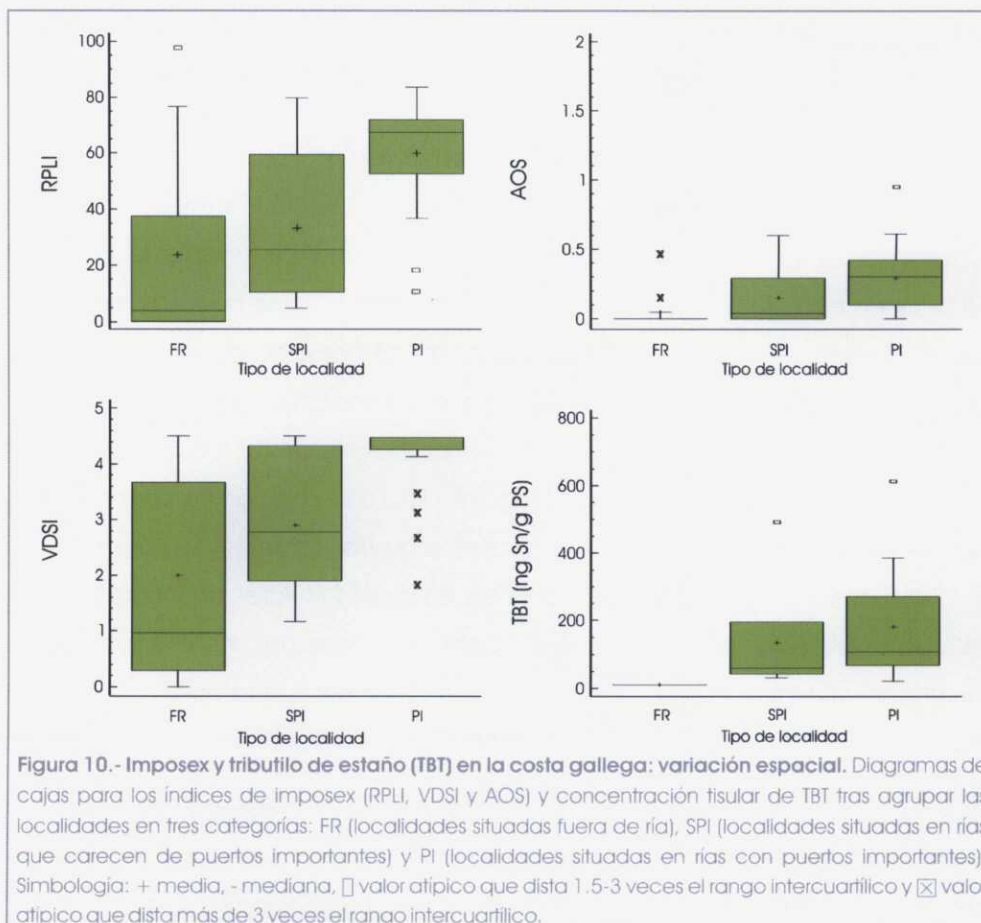 100
80
60
40
20
0
RPLI
FR
SPI
PI
Tipo de localidad
2
1.5
1
0.5
0
AOS
FR
SPI
PI
Tipo de localidad
5
4
3
2
1
0
VDSI
FR
SPI
PI
Tipo de localidad
800
600
400
200
0
TBT (ng Sn/g PS)
FR
SPI
PI
Tipo de localidad
Figura 10.- Imposex y tributilo de estaño (TBT) en la costa gallega: variación espacial. Diagramas de
cajas para los índices de imposex (RPLI, VDSI y AOS) y concentración tisular de TBT tras agrupar las
localidades en tres categorías: FR (localidades situadas fuera de ría), SPI (localidades situadas en rías
que carecen de puertos importantes) y PI (localidades situadas en rías con puertos importantes)
Simbología: + media, - mediana, ▯ valor atípico que dista 1.5-3 veces el rango intercuartílico y ☒ valo
atípico que dista más de 3 veces el rango intercuartílico.